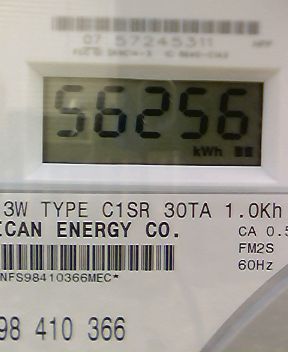 07 57245311
56256
kWh
3W TYPE C1SR 30TA 1.0Kh
ICAN ENERGY CO.
CA 0.5
FM2S
60Hz
NFS98410366MEC*
98 410 366